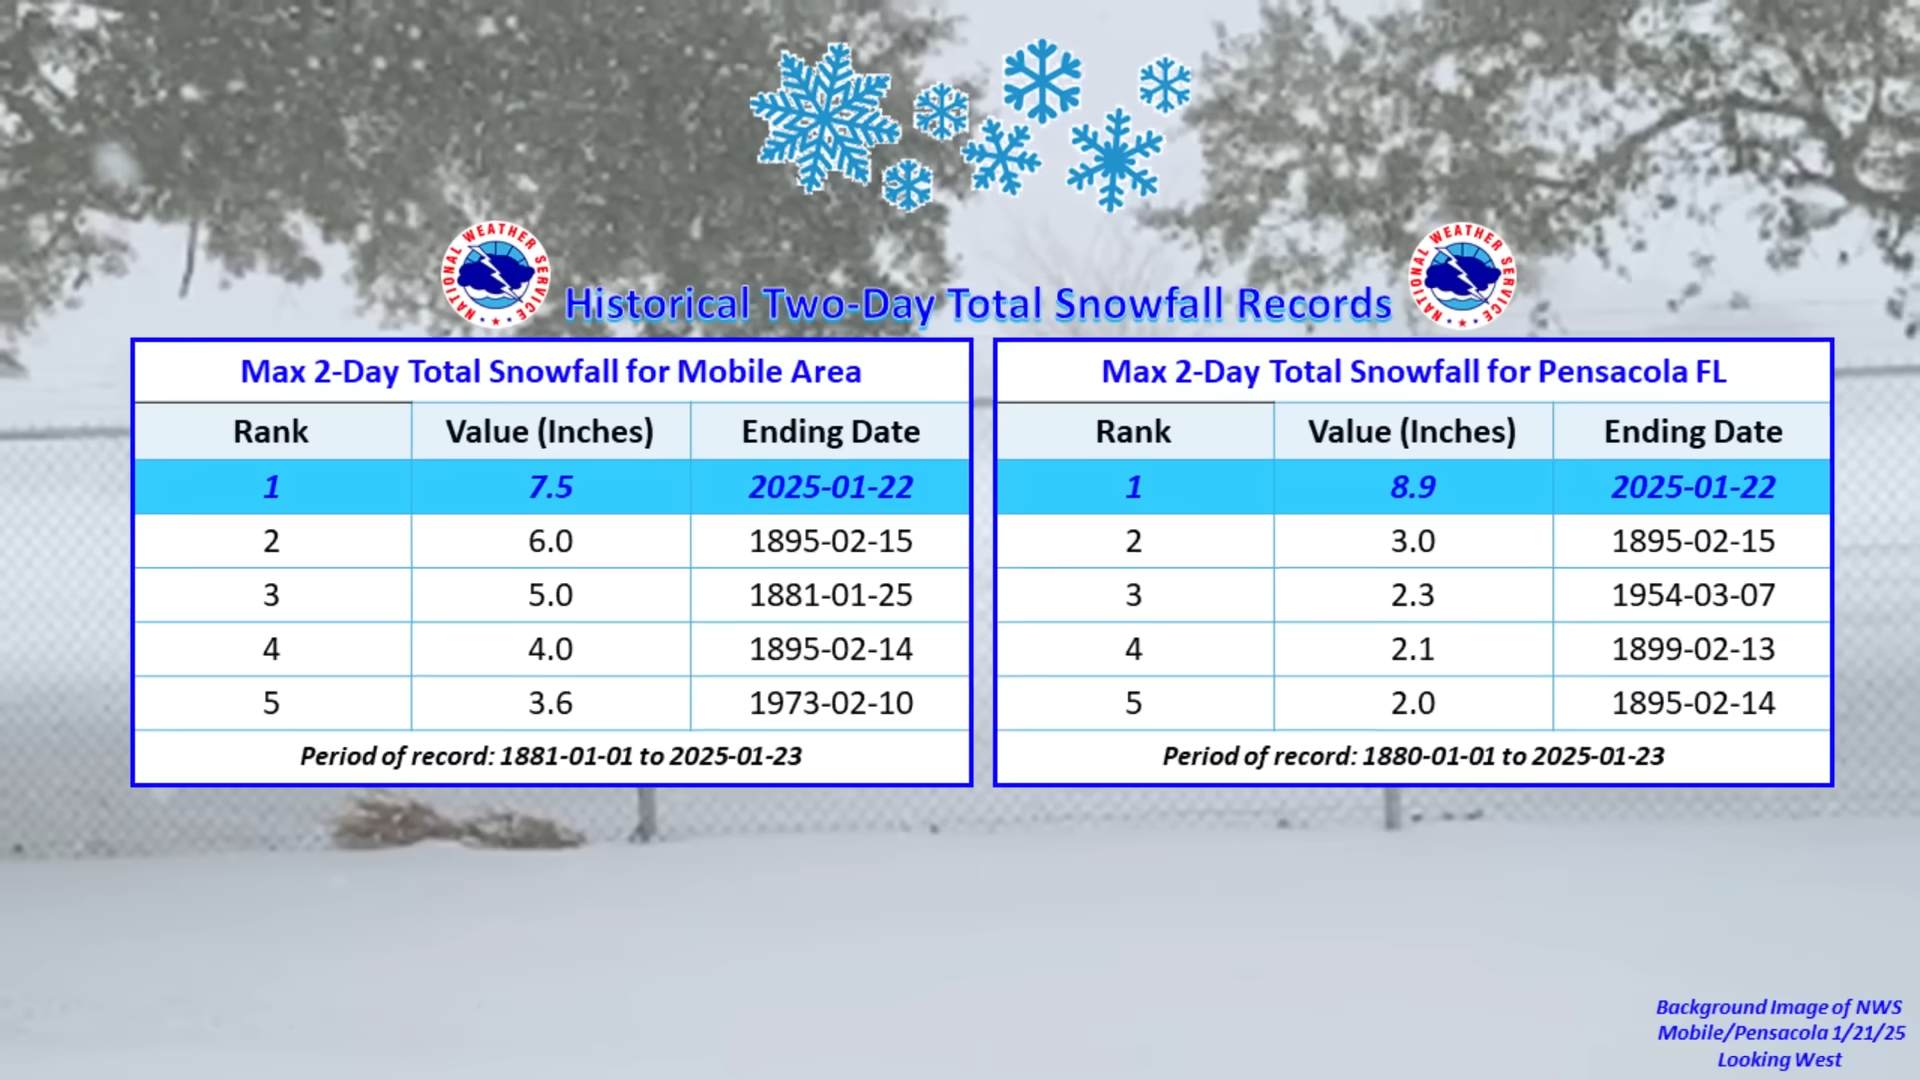 NATIONAL WEATHER SERVICE
NATIONAL WEATHER SERVICE
Historical Two-Day Total Snowfall Records
Max 2-Day Total Snowfall for Mobile Area
Rank Value (Inches) Ending Date
1 7.5 2025-01-22
2 6.0 1895-02-15
3 5.0 1881-01-25
4 4.0 1895-02-14
5 3.6 1973-02-10
Period of record: 1881-01-01 to 2025-01-23
Max 2-Day Total Snowfall for Pensacola FL
Rank Value (Inches) Ending Date
1 8.9 2025-01-22
2 3.0 1895-02-15
3 2.3 1954-03-07
4 2.1 1899-02-13
5 2.0 1895-02-14
Period of record: 1880-01-01 to 2025-01-23
Background Image of NWS
Mobile/Pensacola 1/21/25
Looking West